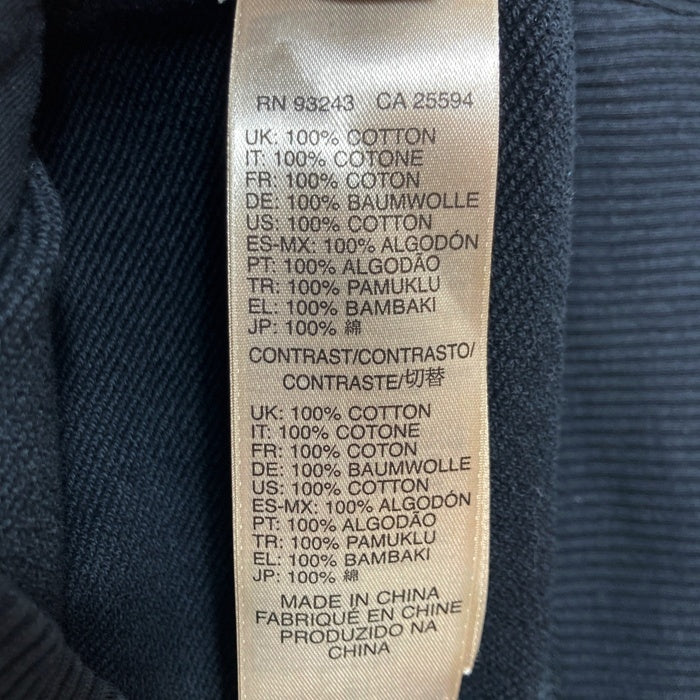 RN 93243 CA 25594
UK: 100% COTTON
IT: 100% COTONE
FR: 100% COTON
DE: 100% BAUMWOLLE
US: 100% COTTON
ES-MX: 100% ALGODÓN
PT: 100% ALGODÃO
TR: 100% PAMUKLU
EL: 100% BAMBAKI
JP: 100% 綿
CONTRAST/CONTRASTO/
CONTRASTE/切替
UK: 100% COTTON
IT: 100% COTONE
FR: 100% COTON
DE: 100% BAUMWOLLE
US: 100% COTTON
ES-MX: 100% ALGODÓN
PT: 100% ALGODÃO
TR: 100% PAMUKLU
EL: 100% BAMBAKI
JP: 100% 綿
MADE IN CHINA
FABRIQUÉ EN CHINE
PRODUZIDO NA
CHINA